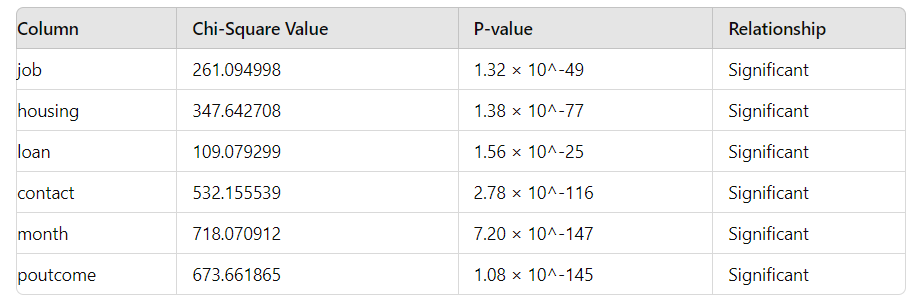 Column Chi-Square Value P-value Relationship
job 261.094998 1.32 × 10^-49 Significant
housing 347.642708 1.38 × 10^-77 Significant
loan 109.079299 1.56 × 10^-25 Significant
contact 532.155539 2.78 × 10^-116 Significant
month 718.070912 7.20 × 10^-147 Significant
poutcome 673.661865 1.08 × 10^-145 Significant